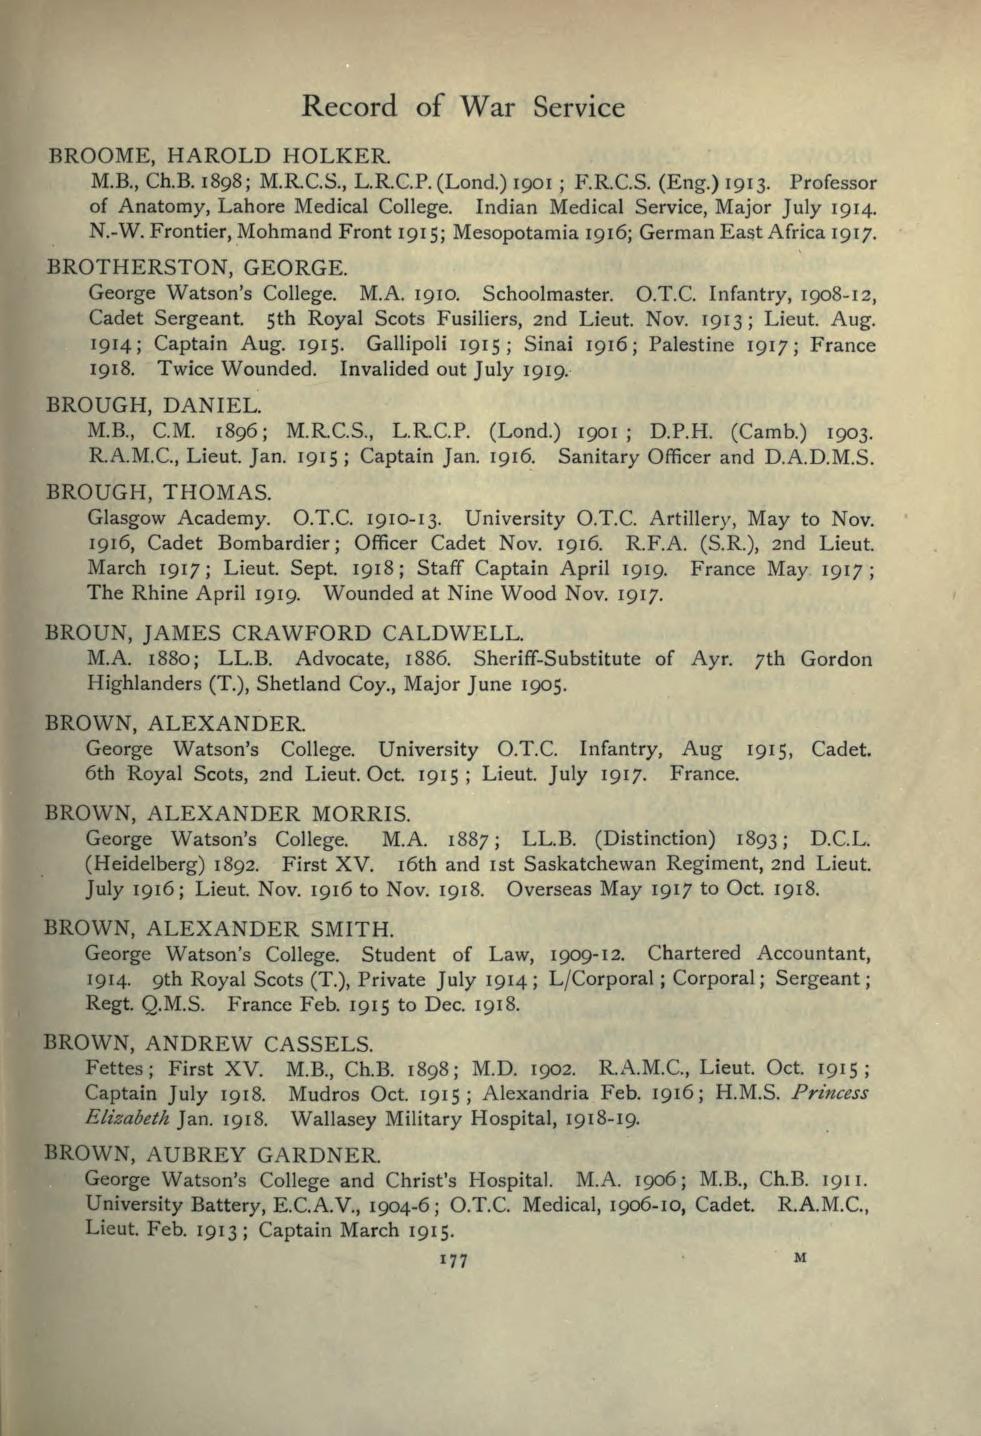 Record of War Service
BROOME, HAROLD HOLKER.
M.B., Ch.B. 1898; M.R.C.S., L.R.C.P. (Lond.) 1901; F.R.C.S. (Eng.) 1913. Professor
of Anatomy, Lahore Medical College. Indian Medical Service, Major July 1914.
N.-W. Frontier, Mohmand Front 1915; Mesopotamia 1916; German East Africa 1917.
BROTHERSTON, GEORGE.
George Watson's College. M.A. 1910. Schoolmaster. O.T.C. Infantry, 1908-12,
Cadet Sergeant. 5th Royal Scots Fusiliers, 2nd Lieut. Nov. 1913; Lieut. Aug.
1914; Captain Aug. 1915. Gallipoli 1915; Sinai 1916; Palestine 1917; France
1918. Twice Wounded. Invalided out July 1919.
BROUGH, DANIEL.
M.B., C.M. 1896; M.R.C.S., L.R.C.P. (Lond.) 1901; D.P.H. (Camb.) 1903.
R.A.M.C., Lieut. Jan. 1915; Captain Jan. 1916. Sanitary Officer and D.A.D.M.S.
BROUGH, THOMAS.
Glasgow Academy. O.T.C. 1910-13. University O.T.C. Artillery, May to Nov.
1916, Cadet Bombardier; Officer Cadet Nov. 1916. R.F.A. (S.R.), 2nd Lieut.
March 1917; Lieut. Sept. 1918; Staff Captain April 1919. France May 1917;
The Rhine April 1919. Wounded at Nine Wood Nov. 1917.
BROUN, JAMES CRAWFORD CALDWELL.
M.A. 1880; LL.B. Advocate, 1886. Sheriff-Substitute of Ayr. 7th Gordon
Highlanders (T.), Shetland Coy., Major June 1905.
BROWN, ALEXANDER.
George Watson's College. University O.T.C. Infantry, Aug 1915, Cadet.
6th Royal Scots, 2nd Lieut. Oct. 1915; Lieut. July 1917. France.
BROWN, ALEXANDER MORRIS.
George Watson's College. M.A. 1887; LL.B. (Distinction) 1893; D.C.L.
(Heidelberg) 1892. First XV. 16th and 1st Saskatchewan Regiment, 2nd Lieut.
July 1916; Lieut. Nov. 1916 to Nov. 1918. Overseas May 1917 to Oct. 1918.
BROWN, ALEXANDER SMITH.
George Watson's College. Student of Law, 1909-12. Chartered Accountant,
1914. 9th Royal Scots (T.), Private July 1914; L/Corporal; Corporal; Sergeant;
Regt. Q.M.S. France Feb. 1915 to Dec. 1918.
BROWN, ANDREW CASSELS.
Fettes; First XV. M.B., Ch.B. 1898; M.D. 1902. R.A.M.C., Lieut. Oct. 1915;
Captain July 1918. Mudros Oct. 1915; Alexandria Feb. 1916; H.M.S. Princess
Elizabeth Jan. 1918. Wallasey Military Hospital, 1918-19.
BROWN, AUBREY GARDNER.
George Watson's College and Christ's Hospital. M.A. 1906; M.B., Ch.B. 1911.
University Battery, E.C.A.V., 1904-6; O.T.C. Medical, 1906-10, Cadet. R.A.M.C.,
Lieut. Feb. 1913; Captain March 1915.
177 M